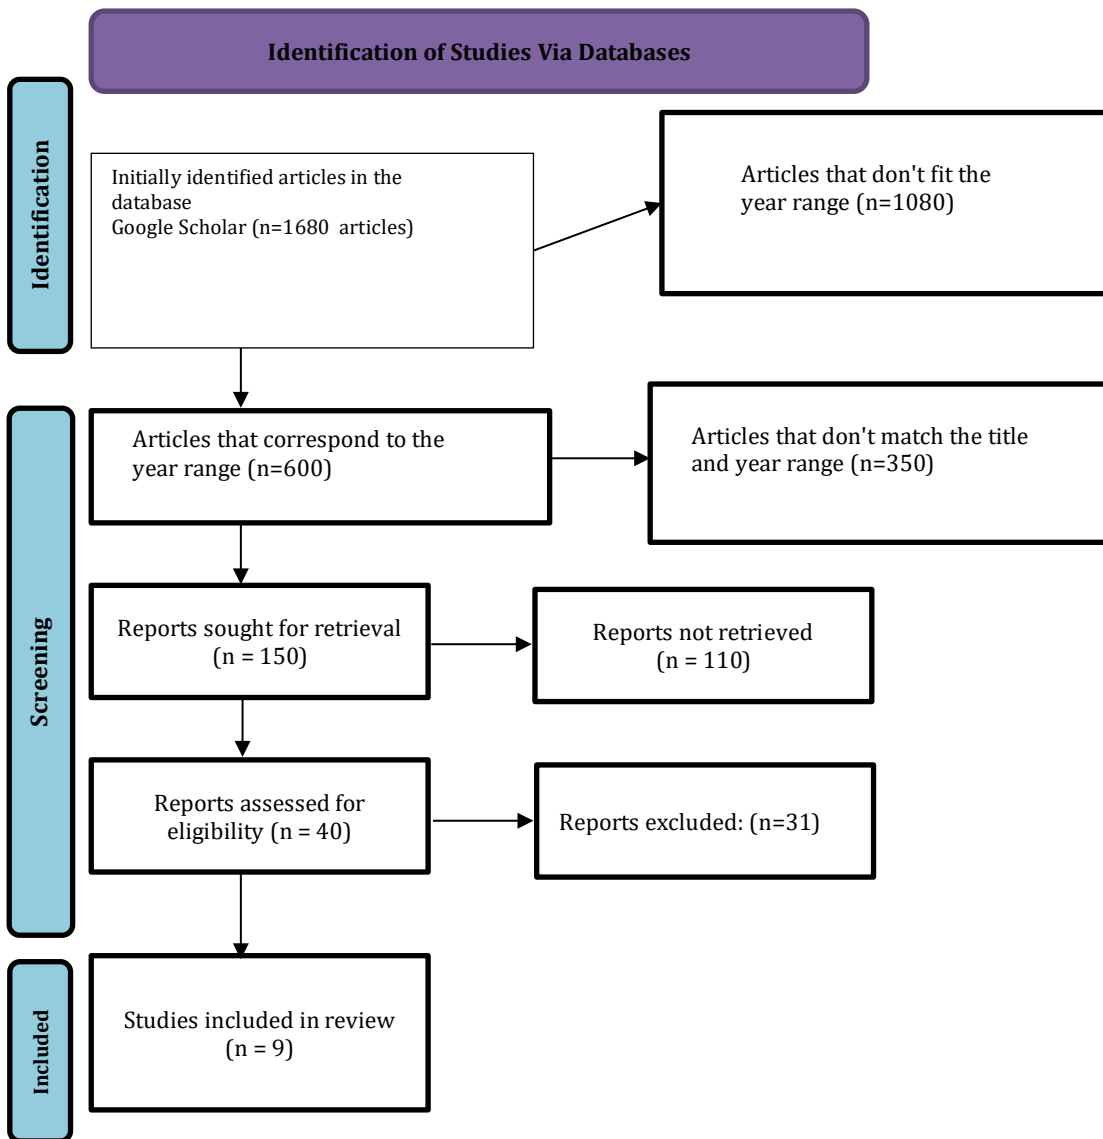 Identification of Studies Via Databases
Identification
Initially identified articles in the
database
Google Scholar (n=1680  articles)
Articles that don't fit the
year range (n=1080)
Screening
Articles that correspond to the
year range (n=600)
Articles that don't match the title
and year range (n=350)
Reports sought for retrieval
(n = 150)
Reports not retrieved
(n = 110)
Reports assessed for
eligibility (n = 40)
Reports excluded: (n=31)
Included
Studies included in review
(n = 9)